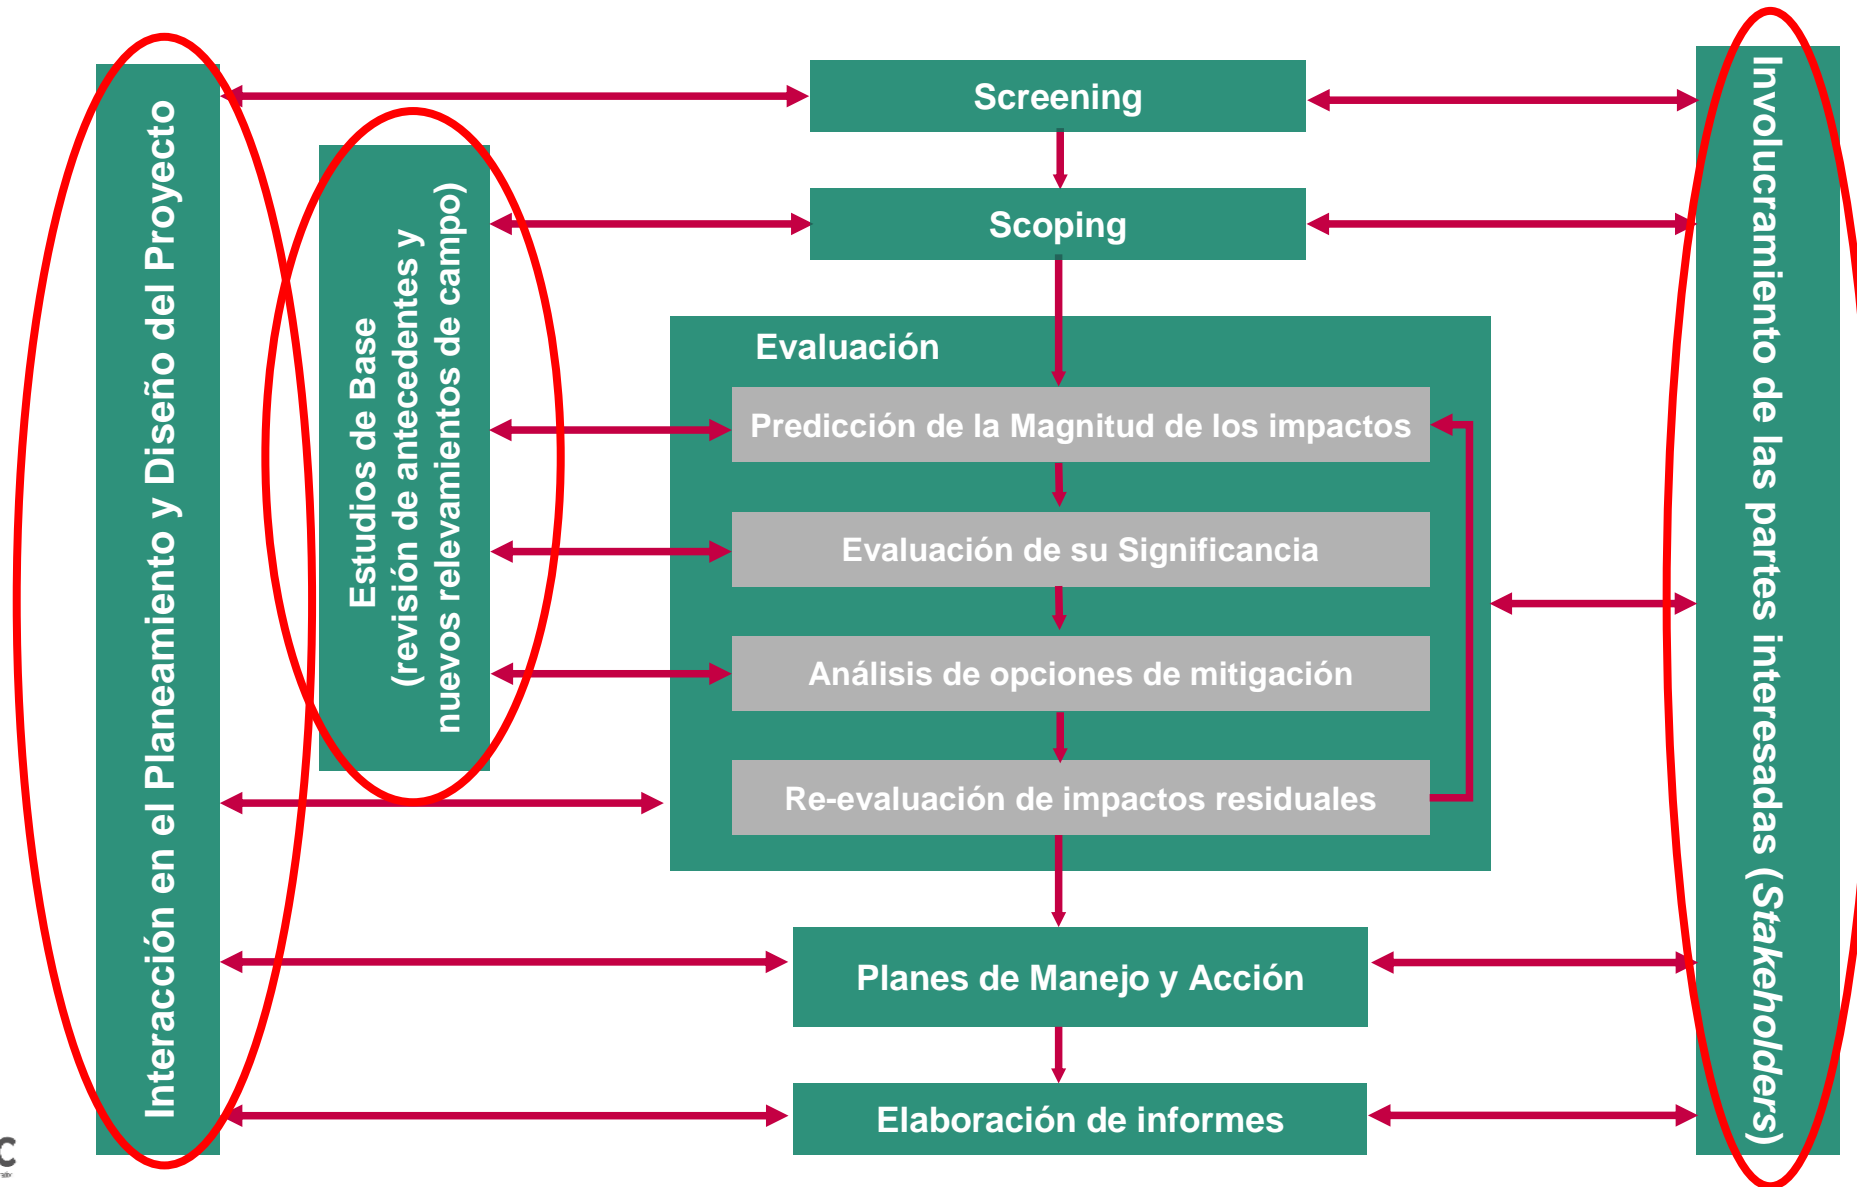 Interacción en el Planeamiento y Diseño del Proyecto
Estudios de Base
(revisión de antecedentes y
nuevos relevamientos de campo)
Screening
Scoping
Evaluación
Predicción de la Magnitud de los impactos
Evaluación de su Significancia
Análisis de opciones de mitigación
Re-evaluación de impactos residuales
Planes de Manejo y Acción
Elaboración de informes
Involucramiento de las partes interesadas (Stakeholders)